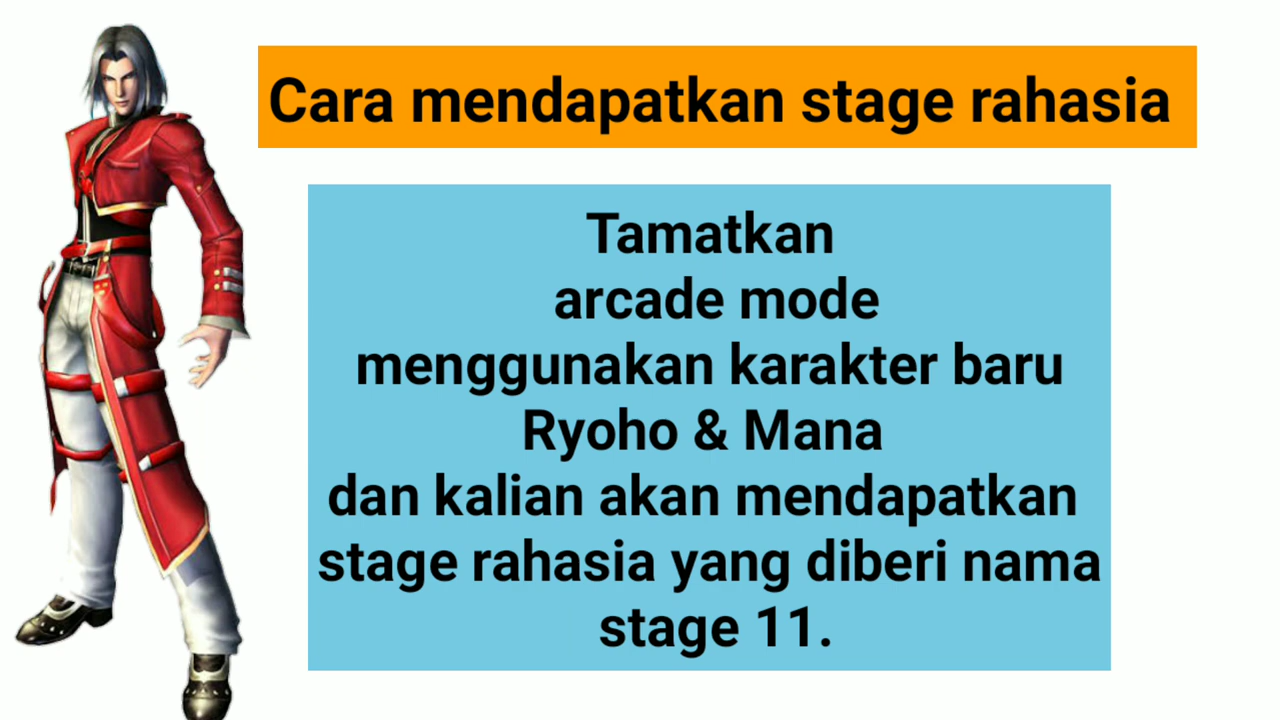 Cara mendapatkan stage rahasia
Tamatkan
arcade mode
menggunakan karakter baru
Ryoho & Mana
dan kalian akan mendapatkan
stage rahasia yang diberi nama
stage 11.